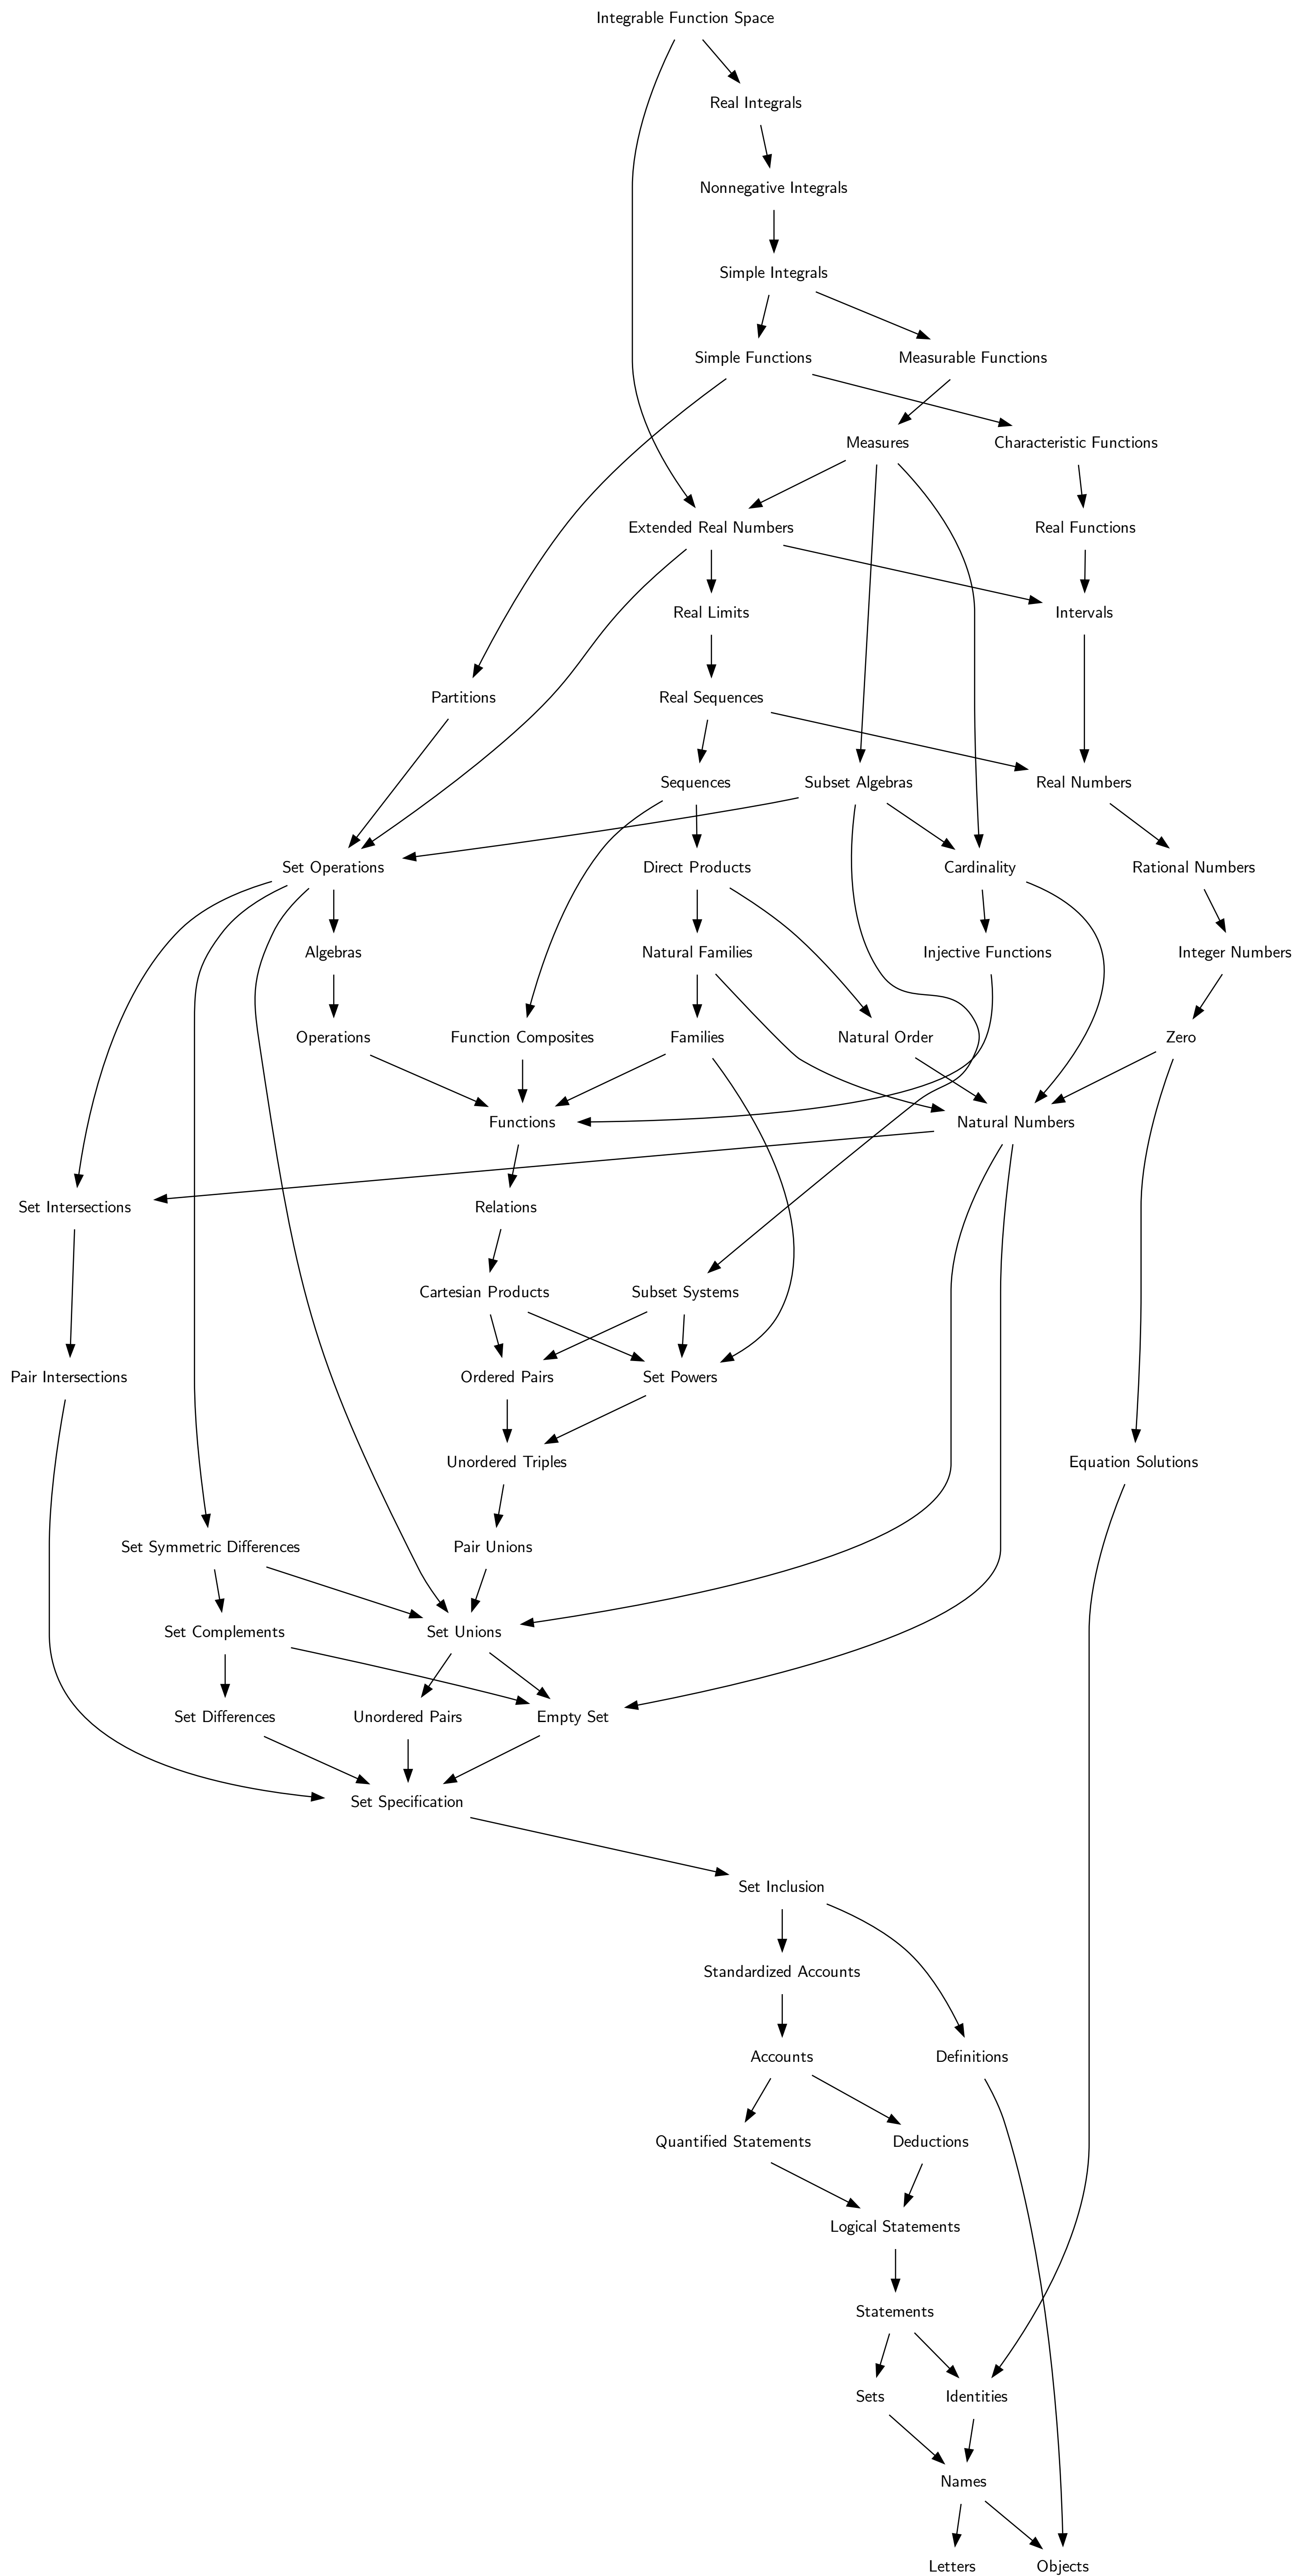 Integrable Function Space
Real Integrals
Nonnegative Integrals
Simple Integrals
Simple Functions
Measurable Functions
Measures
Characteristic Functions
Extended Real Numbers
Real Functions
Real Limits
Intervals
Partitions
Real Sequences
Sequences
Subset Algebras
Real Numbers
Set Operations
Direct Products
Cardinality
Rational Numbers
Algebras
Natural Families
Injective Functions
Integer Numbers
Operations
Function Composites
Families
Natural Order
Zero
Functions
Natural Numbers
Set Intersections
Relations
Cartesian Products
Subset Systems
Pair Intersections
Ordered Pairs
Set Powers
Unordered Triples
Equation Solutions
Set Symmetric Differences
Pair Unions
Set Complements
Set Unions
Set Differences
Unordered Pairs
Empty Set
Set Specification
Set Inclusion
Standardized Accounts
Accounts
Definitions
Quantified Statements
Deductions
Logical Statements
Statements
Sets
Identities
Names
Letters
Objects